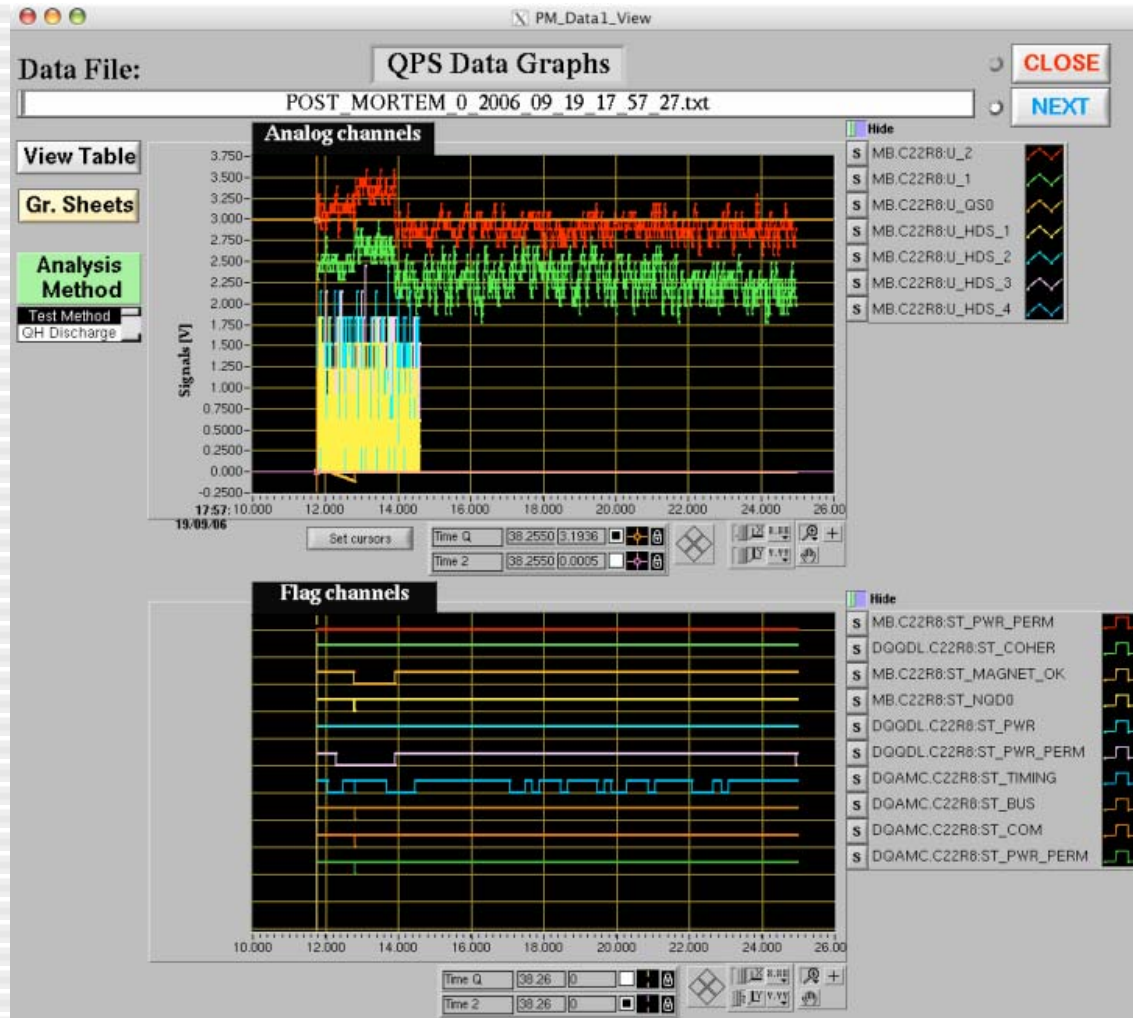 PM_Data1_View
Data File:
QPS Data Graphs
CLOSE
POST_MORTEM_0_2006_09_19_17_57_27.txt
NEXT
View Table
Gr. Sheets
Analysis Method
Test Method
QH Discharge
Analog channels
Signals [V]
3.750
3.500
3.250
3.000
2.750
2.500
2.250
2.000
1.750
1.500
1.250
1.000
0.7500
0.5000
0.2500
0.000
-0.2500
17:57: 10.000 12.000 14.000 16.000 18.000 20.000 22.000 24.000 26.00
19/09/06
Hide
S MB.C22R8:U_2
S MB.C22R8:U_1
S MB.C22R8:U_QS0
S MB.C22R8:U_HDS_1
S MB.C22R8:U_HDS_2
S MB.C22R8:U_HDS_3
S MB.C22R8:U_HDS_4
Set cursors
Time Q 38.2550 3.1936
Time 2 38.2550 0.0005
Flag channels
10.000 12.000 14.000 16.000 18.000 20.000 22.000 24.000 26.00
Hide
S MB.C22R8:ST_PWR_PERM
S DQQDL.C22R8:ST_COHER
S MB.C22R8:ST_MAGNET_OK
S MB.C22R8:ST_NQD0
S DQQDL.C22R8:ST_PWR
S DQQDL.C22R8:ST_PWR_PERM
S DQAMC.C22R8:ST_TIMING
S DQAMC.C22R8:ST_BUS
S DQAMC.C22R8:ST_COM
S DQAMC.C22R8:ST_PWR_PERM
Time Q 38.26 0
Time 2 38.26 0